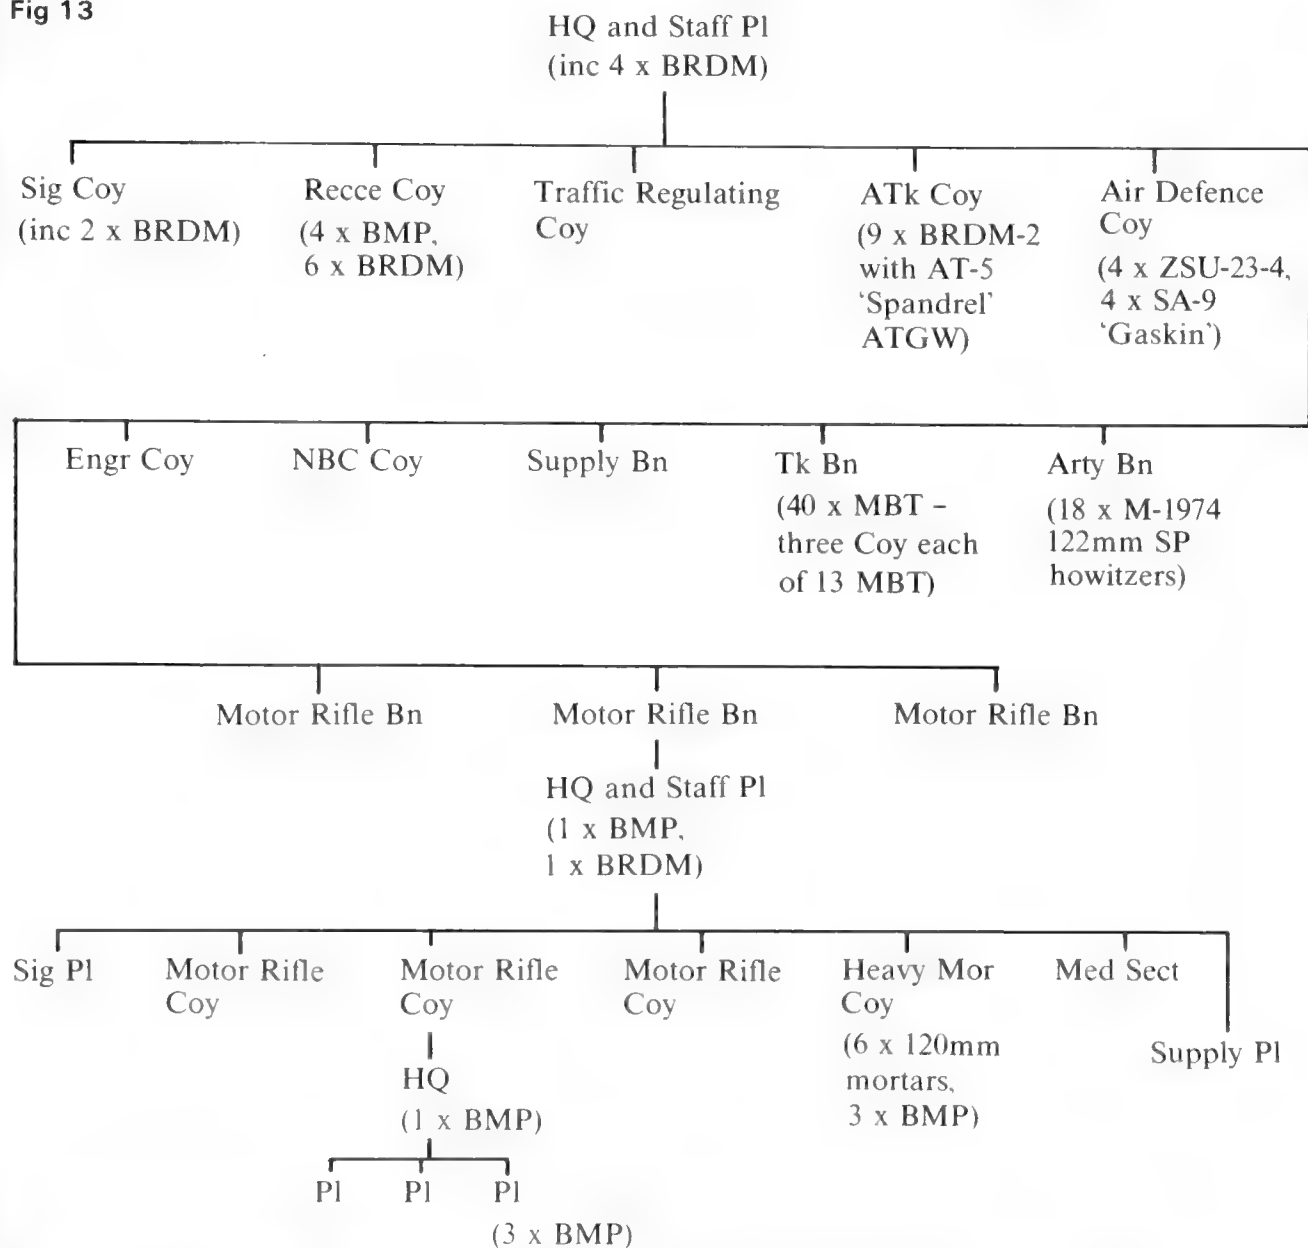 Fig 13
HQ and Staff Pl
(inc 4 x BRDM)
Sig Coy
(inc 2 x BRDM)
Recce Coy
(4 x BMP,
6 x BRDM)
Traffic Regulating
Coy
ATk Coy
(9 x BRDM-2
with AT-5
‘Spandrel’
ATGW)
Air Defence
Coy
(4 x ZSU-23-4,
4 x SA-9
‘Gaskin’)
Engr Coy
NBC Coy
Supply Bn
Tk Bn
(40 x MBT –
three Coy each
of 13 MBT)
Arty Bn
(18 x M-1974
122mm SP
howitzers)
Motor Rifle Bn
Motor Rifle Bn
Motor Rifle Bn
HQ and Staff Pl
(1 x BMP,
1 x BRDM)
Sig Pl
Motor Rifle
Coy
Motor Rifle
Coy
HQ
(1 x BMP)
Pl
Pl
Pl
(3 x BMP)
Motor Rifle
Coy
Heavy Mor
Coy
(6 x 120mm
mortars,
3 x BMP)
Med Sect
Supply Pl